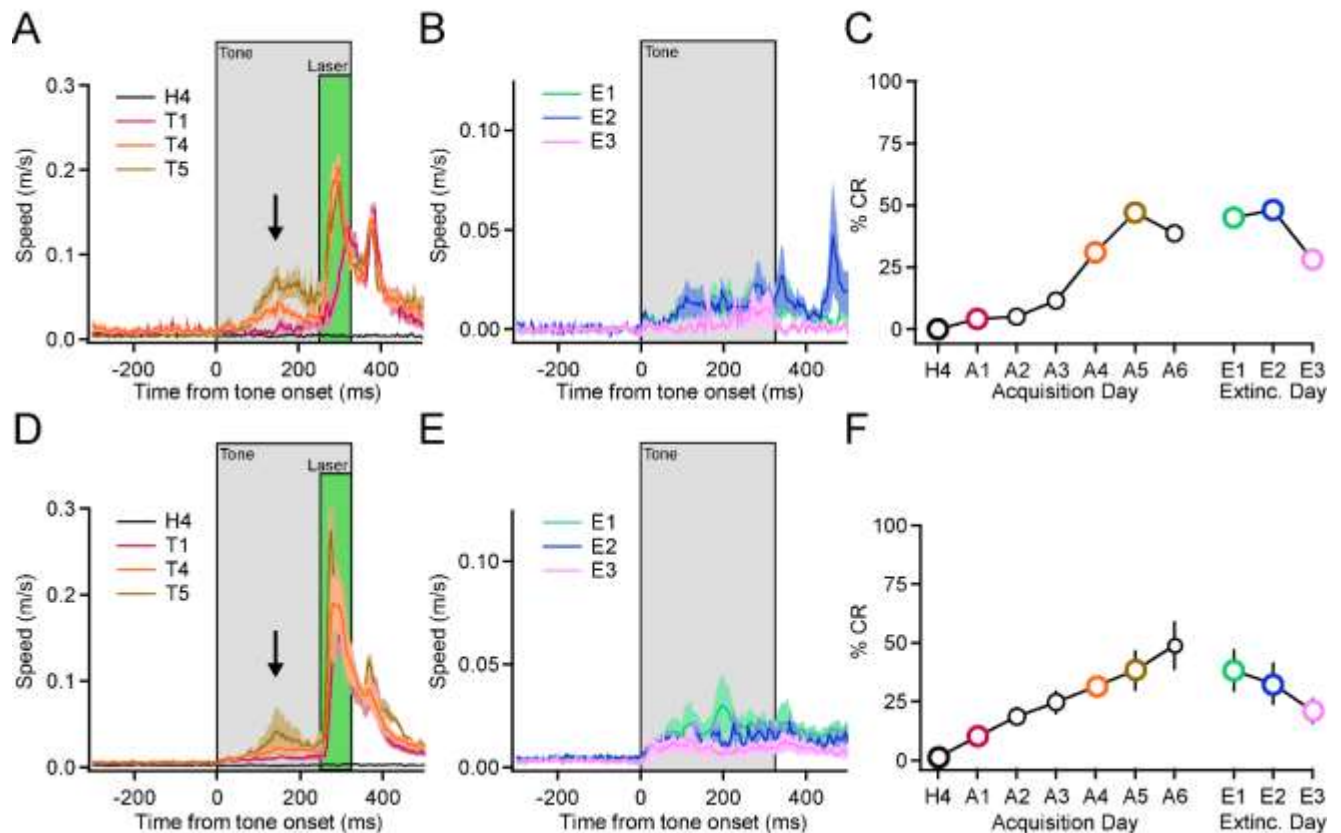 A
Tone
Laser
H4
T1
T4
T5
0.3
0.2
0.1
0.0
Speed (m/s)
-200 0 200 400
Time from tone onset (ms)
B
Tone
E1
E2
E3
0.10
0.05
0.00
Speed (m/s)
-200 0 200 400
Time from tone onset (ms)
C
100
75
50
25
0
% CR
H4 A1 A2 A3 A4 A5 A6 E1 E2 E3
Acquisition Day Extinc. Day
D
Tone
Laser
H4
T1
T4
T5
0.3
0.2
0.1
0.0
Speed (m/s)
-200 0 200 400
Time from tone onset (ms)
E
Tone
E1
E2
E3
0.10
0.05
0.00
Speed (m/s)
-200 0 200 400
Time from tone onset (ms)
F
100
75
50
25
0
% CR
H4 A1 A2 A3 A4 A5 A6 E1 E2 E3
Acquisition Day Extinc. Day